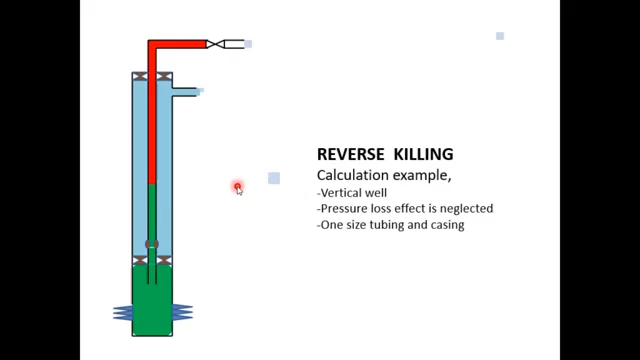 REVERSE KILLING
Calculation example,
-Vertical well
-Pressure loss effect is neglected
-One size tubing and casing